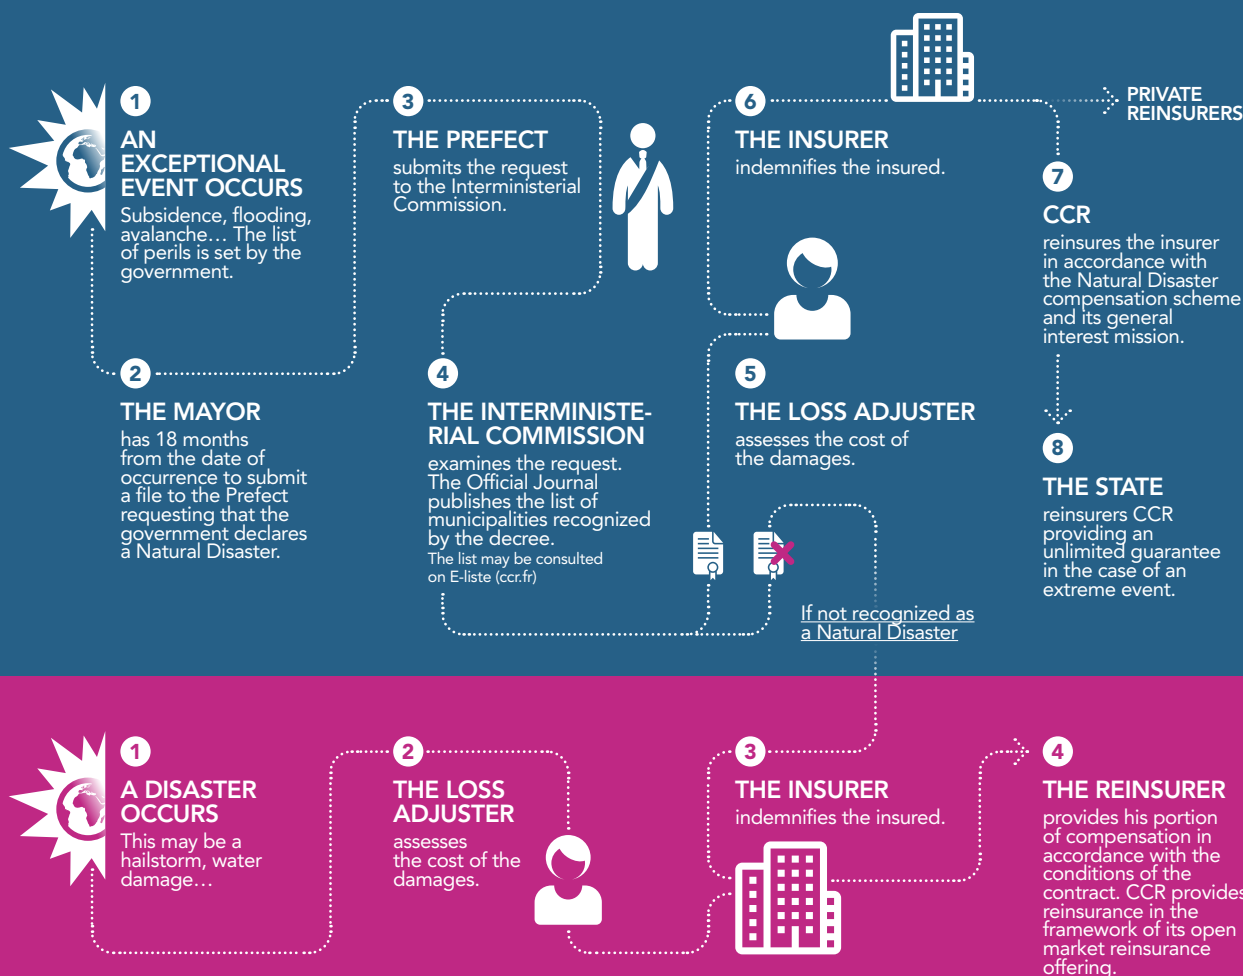 1
AN
EXCEPTIONAL
EVENT OCCURS
Subsidence, flooding,
avalanche… The list
of perils is set by the
government.
2
THE MAYOR
has 18 months
from the date of
occurrence to submit
a file to the Prefect
requesting that the
government declares
a Natural Disaster.
3
THE PREFECT
submits the request
to the Interministerial
Commission.
4
THE INTERMINISTE-
RIAL COMMISSION
examines the request.
The Official Journal
publishes the list of
municipalities recognized
by the decree.
The list may be consulted
on E-liste (ccr.fr)
5
THE LOSS ADJUSTER
assesses the cost of
the damages.
If not recognized as
a Natural Disaster
6
THE INSURER
indemnifies the insured.
PRIVATE
REINSURERS
7
CCR
reinsures the insurer
in accordance with
the Natural Disaster
compensation scheme
and its general
interest mission.
8
THE STATE
reinsurers CCR
providing an
unlimited guarantee
in the case of an
extreme event.
1
A DISASTER
OCCURS
This may be a
hailstorm, water
damage…
2
THE LOSS
ADJUSTER
assesses
the cost of the
damages.
3
THE INSURER
indemnifies the insured.
4
THE REINSURER
provides his portion
of compensation in
accordance with the
conditions of the
contract. CCR provides
reinsurance in the
framework of its open
market reinsurance
offering.